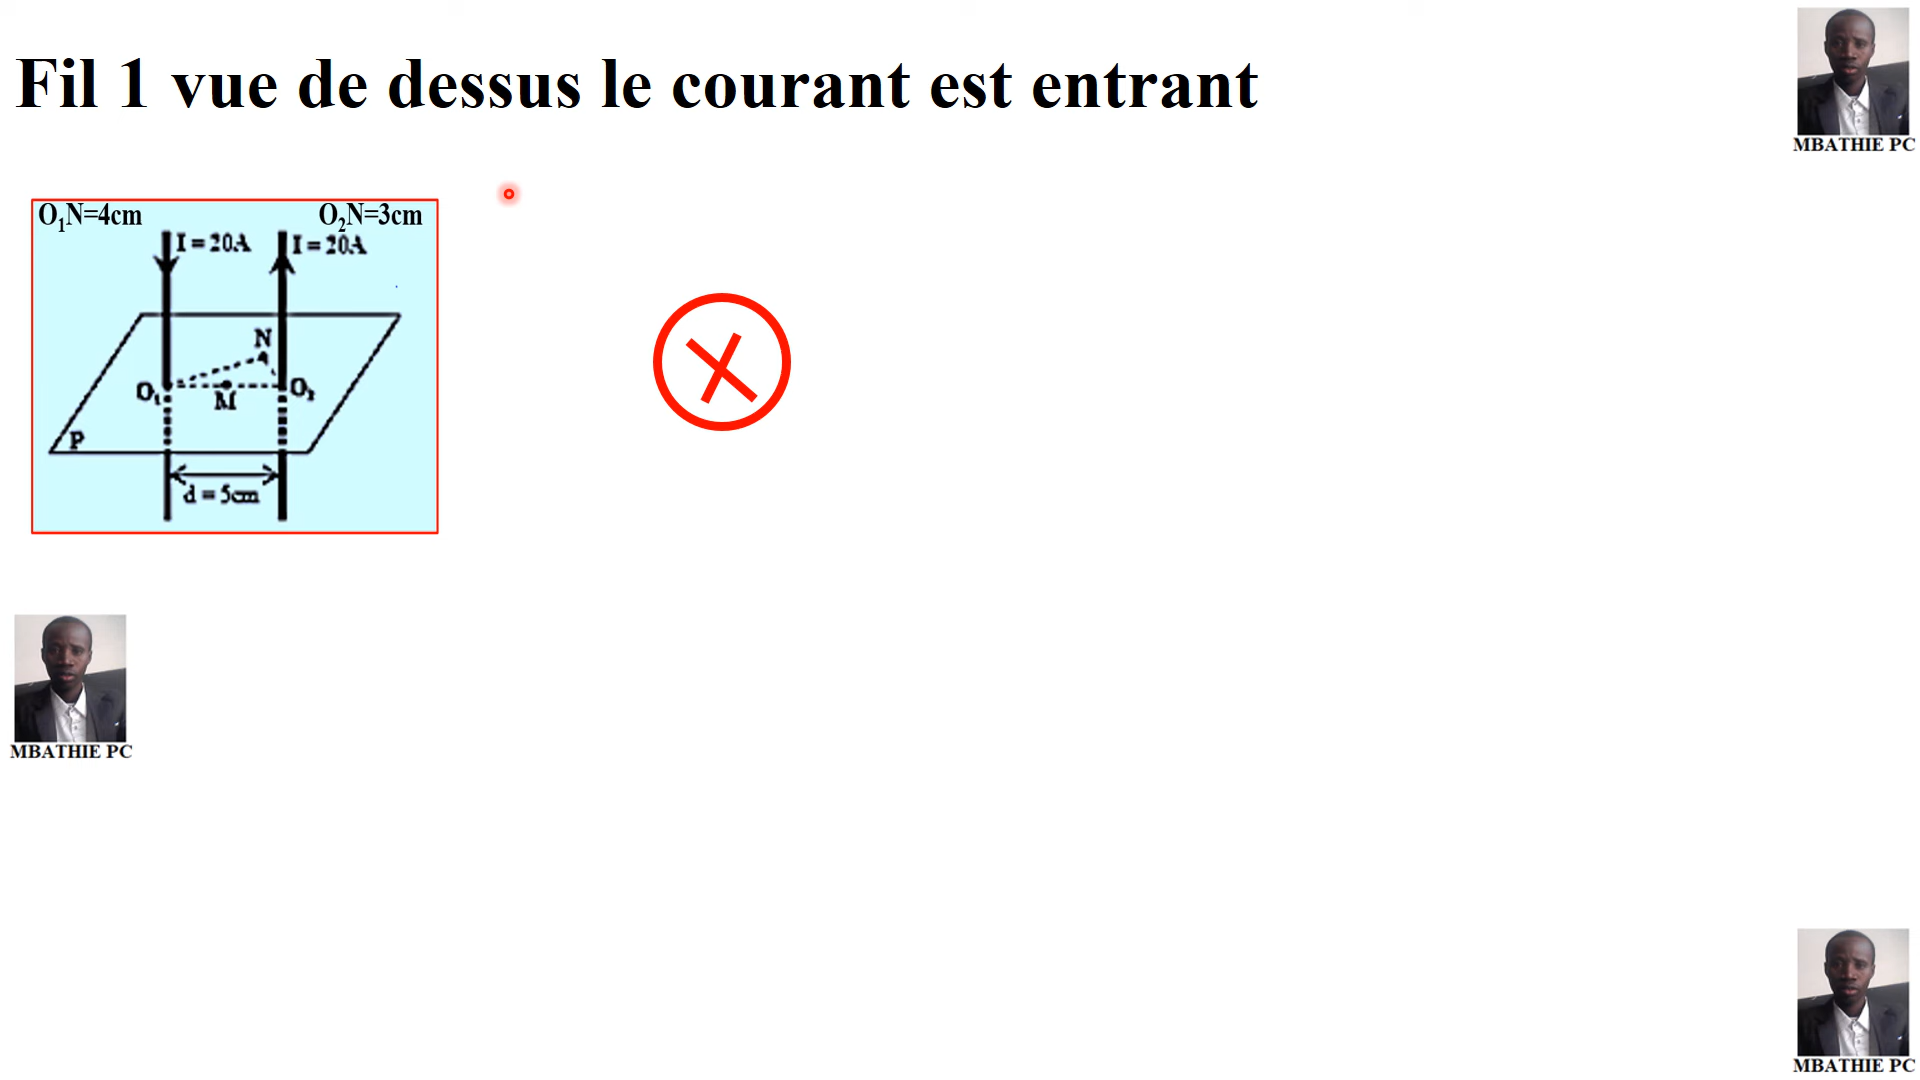 Fil 1 vue de dessus le courant est entrant
MBATHIE PC
O₁N=4cm
O₂N=3cm
I = 20A
I = 20A
N
O₁
M
O₂
P
d = 5cm
MBATHIE PC
MBATHIE PC